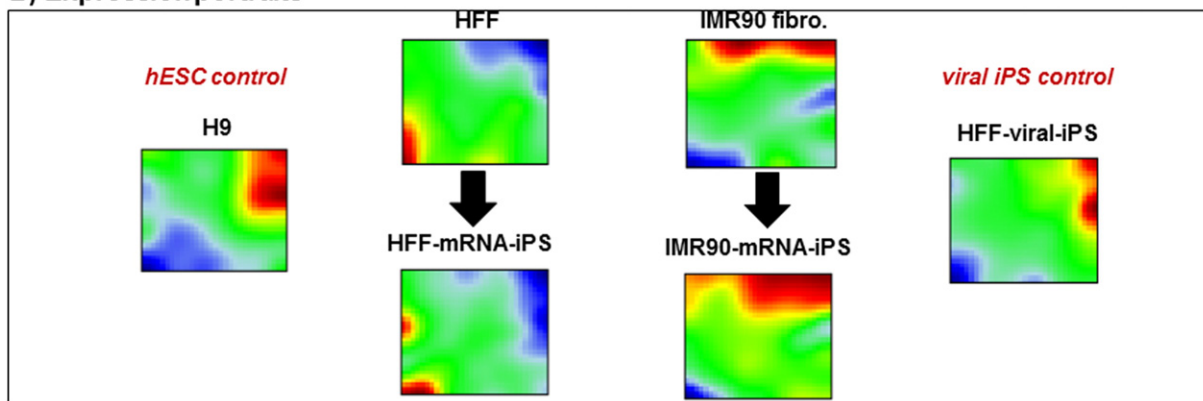 HFF
IMR90 fibro.
hESC control
viral iPS control
H9
HFF-viral-iPS
HFF-mRNA-iPS
IMR90-mRNA-iPS